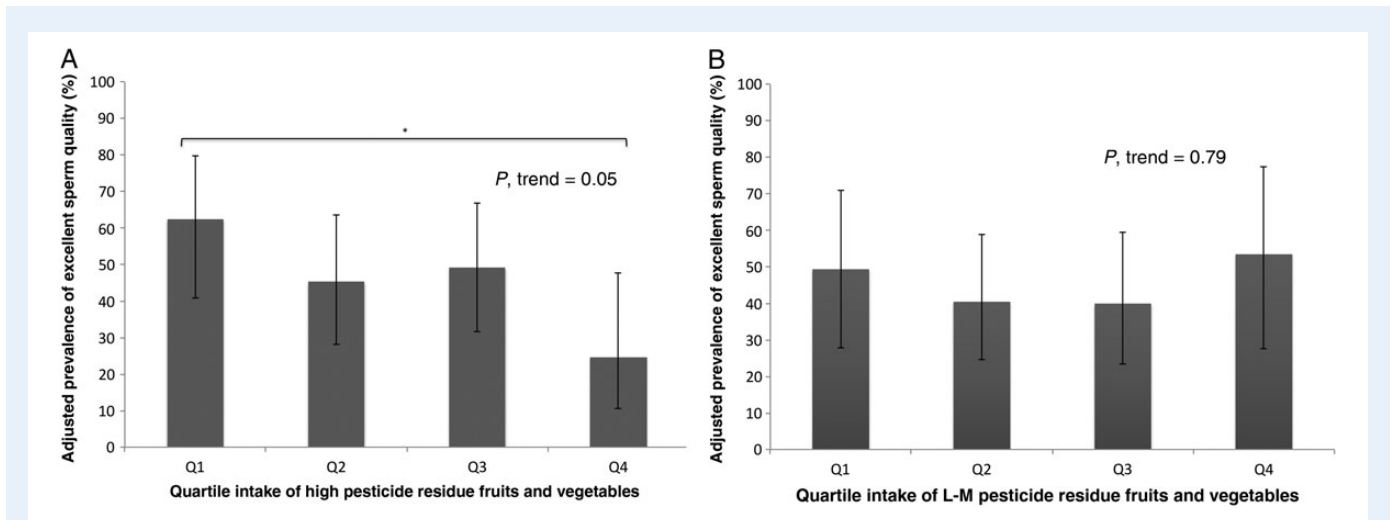 A
Adjusted prevalence of excellent sperm quality (%)
100
90
80
70
60
50
40
30
20
10
0
*
P, trend = 0.05
Q1 Q2 Q3 Q4
Quartile intake of high pesticide residue fruits and vegetables
B
Adjusted prevalence of excellent sperm quality (%)
100
90
80
70
60
50
40
30
20
10
0
P, trend = 0.79
Q1 Q2 Q3 Q4
Quartile intake of L-M pesticide residue fruits and vegetables